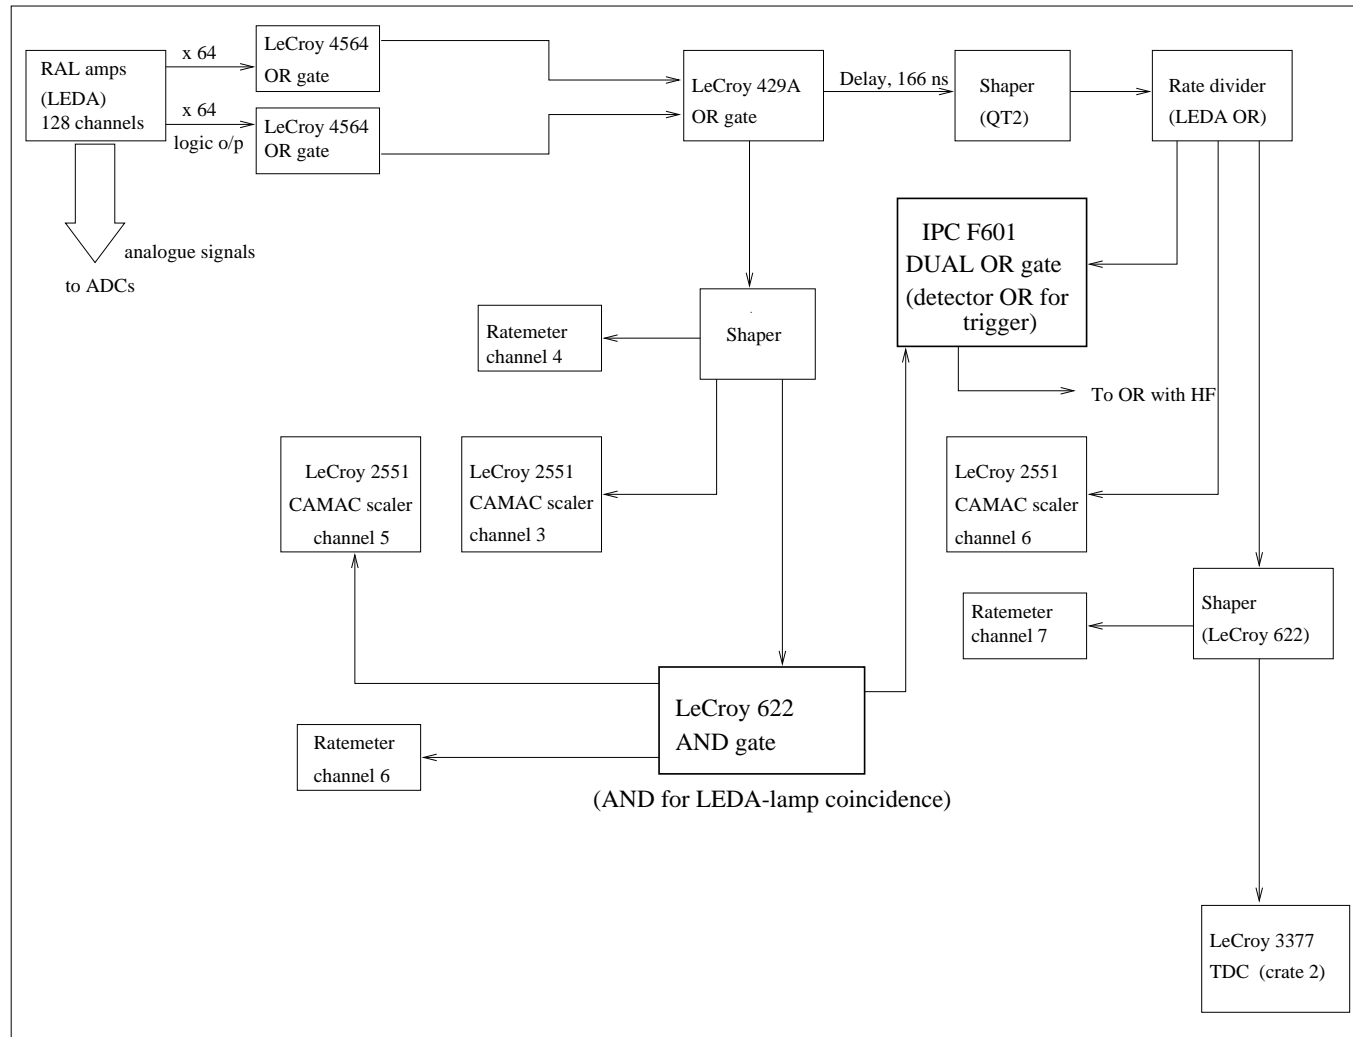 RAL amps
(LEDA)
128 channels
x 64
x 64
logic o/p
LeCroy 4564
OR gate
LeCroy 4564
OR gate
LeCroy 429A
OR gate
Delay, 166 ns
Shaper
(QT2)
Rate divider
(LEDA OR)
analogue signals
to ADCs
IPC F601
DUAL OR gate
(detector OR for
trigger)
To OR with HF
Ratemeter
channel 4
Shaper
LeCroy 2551
CAMAC scaler
channel 5
LeCroy 2551
CAMAC scaler
channel 3
LeCroy 2551
CAMAC scaler
channel 6
Ratemeter
channel 7
Shaper
(LeCroy 622)
LeCroy 622
AND gate
Ratemeter
channel 6
(AND for LEDA-lamp coincidence)
LeCroy 3377
TDC (crate 2)